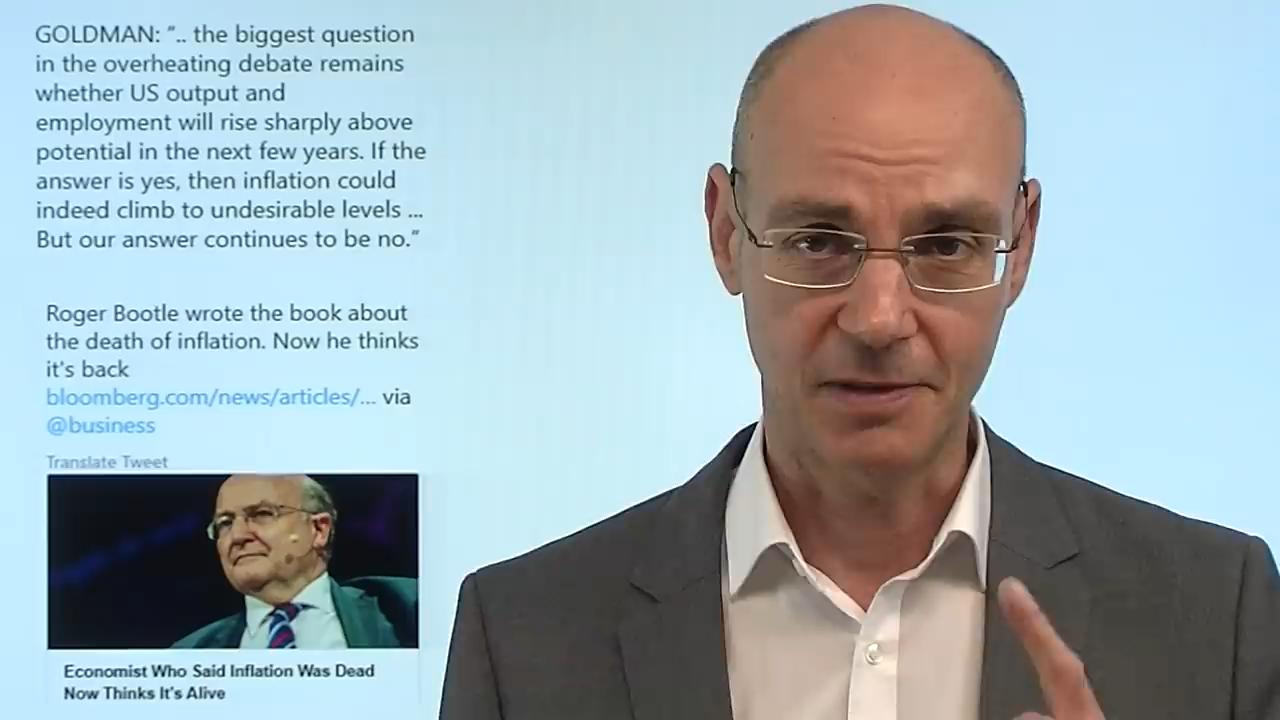 GOLDMAN: ".. the biggest question
in the overheating debate remains
whether US output and
employment will rise sharply above
potential in the next few years. If the
answer is yes, then inflation could
indeed climb to undesirable levels ...
But our answer continues to be no."
Roger Bootle wrote the book about
the death of inflation. Now he thinks
it's back
bloomberg.com/news/articles/... via
@business
Translate Tweet
Economist Who Said Inflation Was Dead
Now Thinks It's Alive